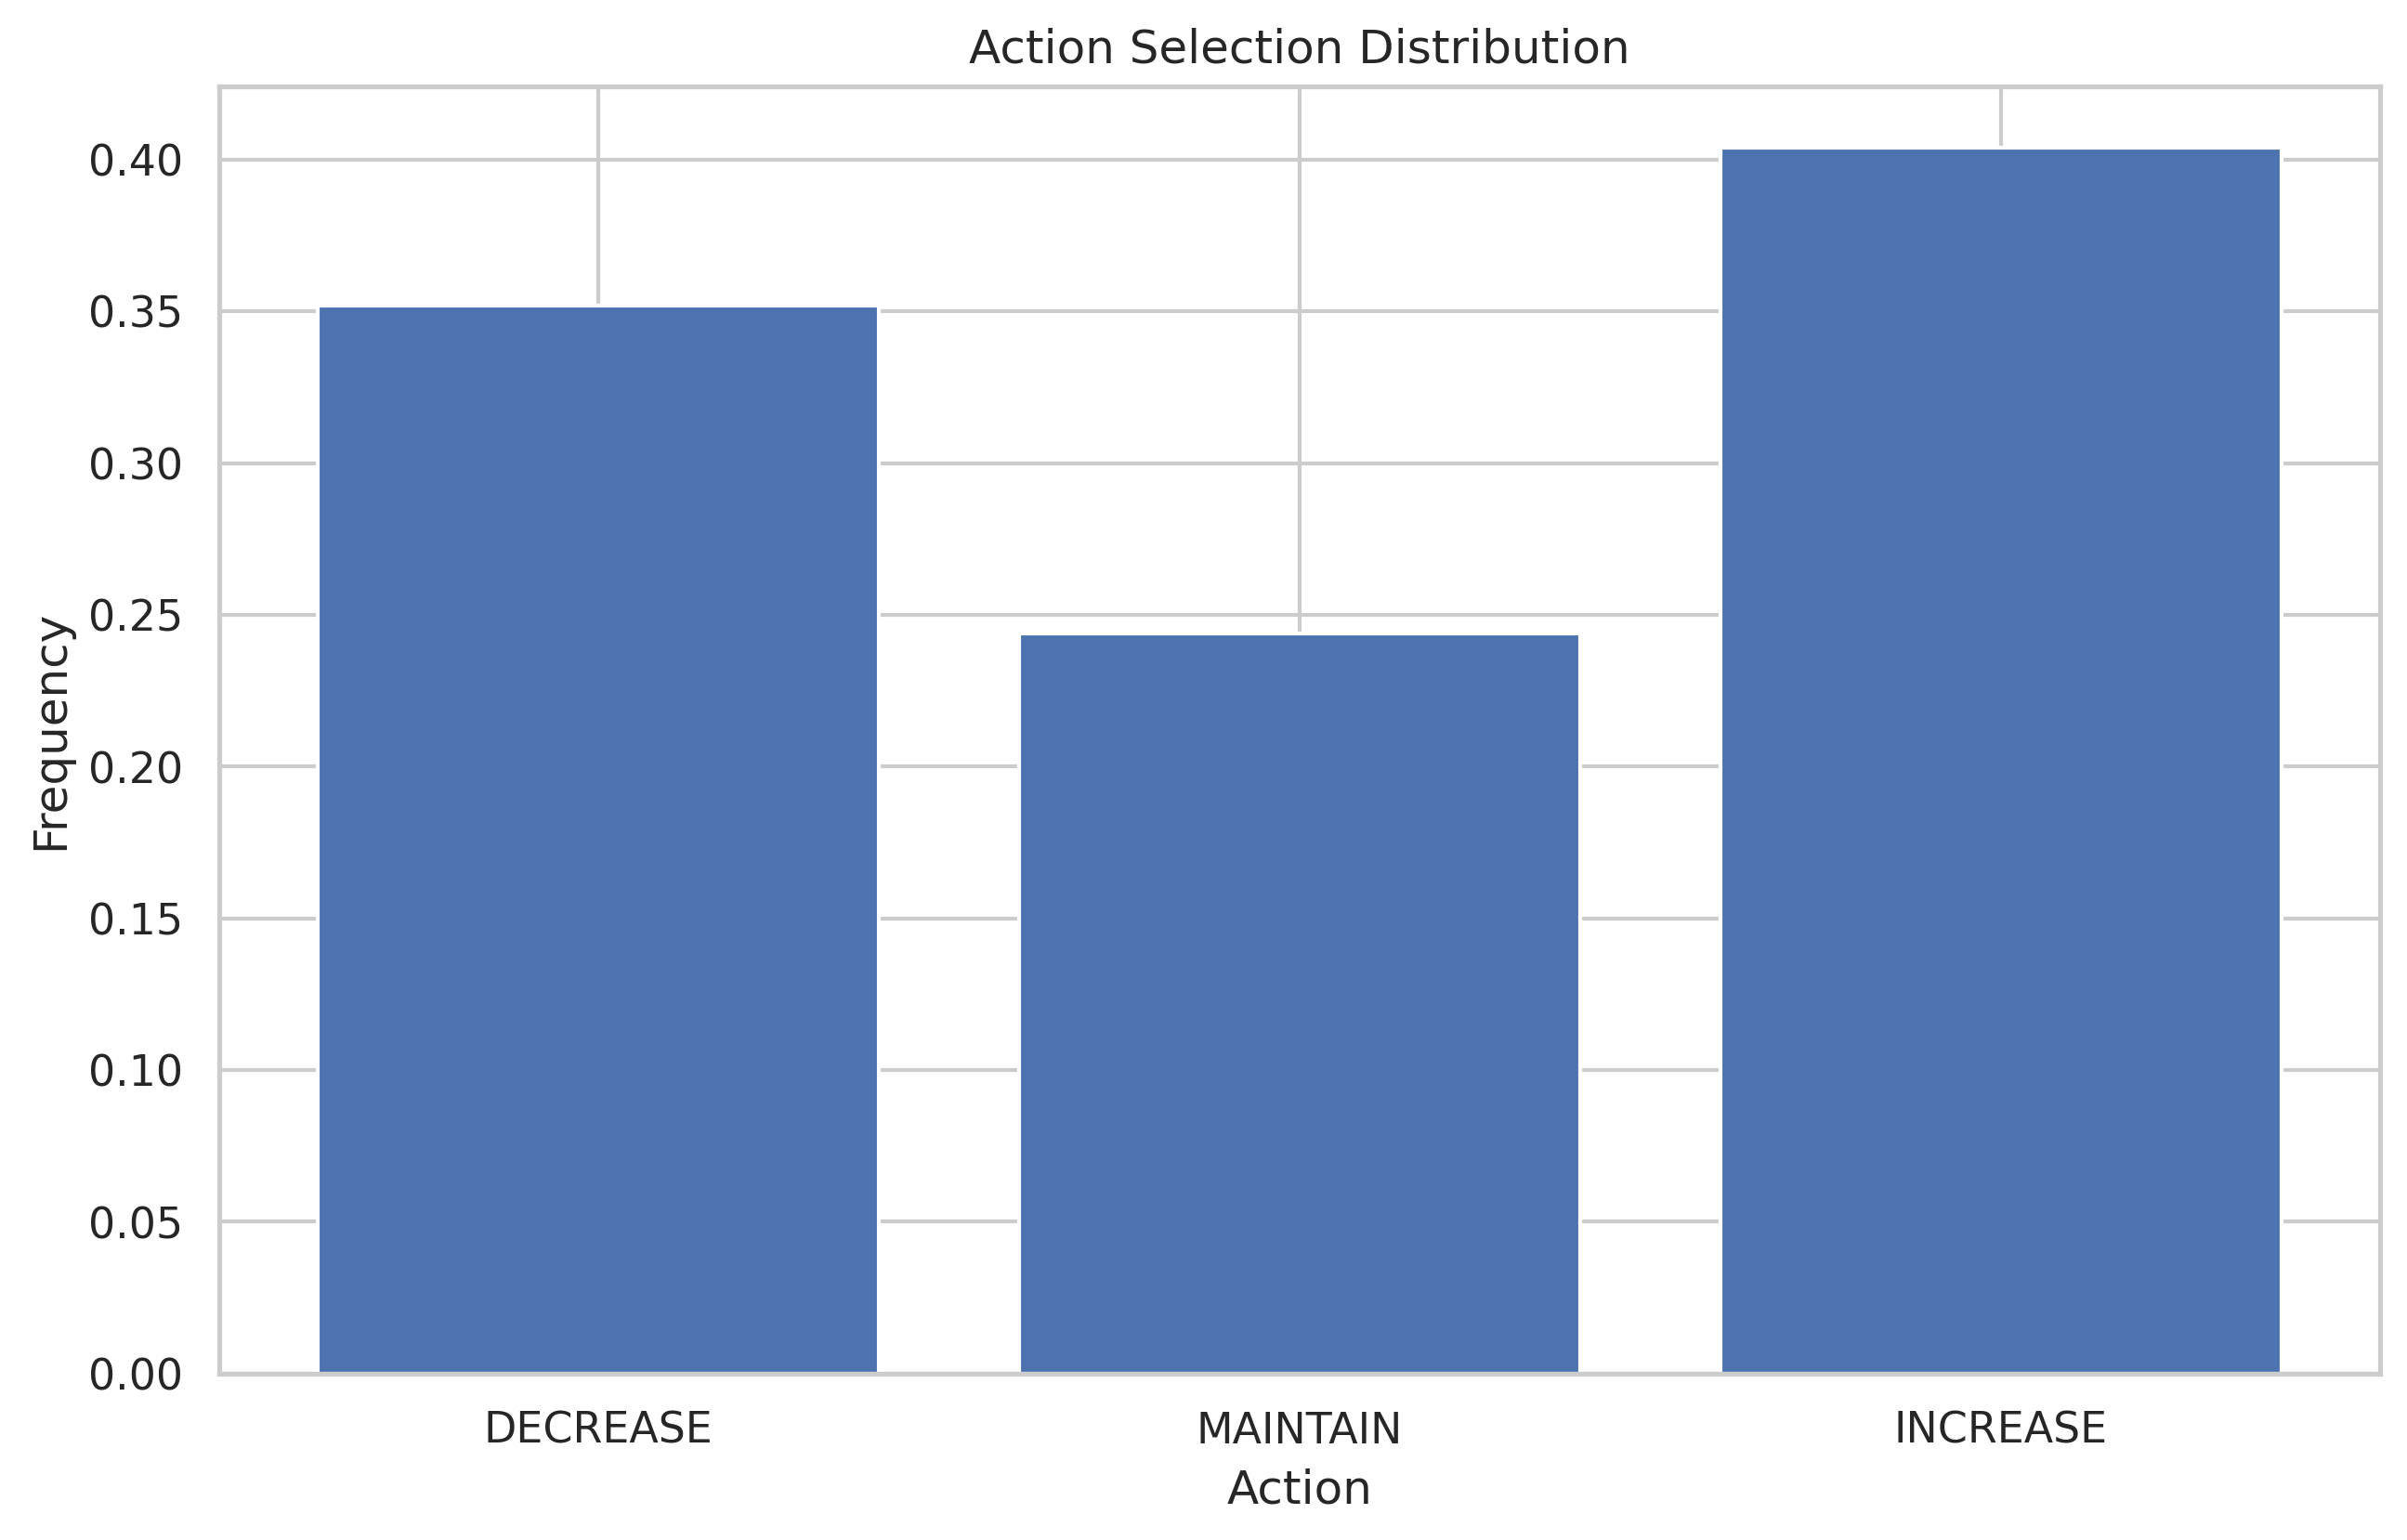 Action Selection Distribution
Frequency
0.40
0.35
0.30
0.25
0.20
0.15
0.10
0.05
0.00
DECREASE
MAINTAIN
INCREASE
Action